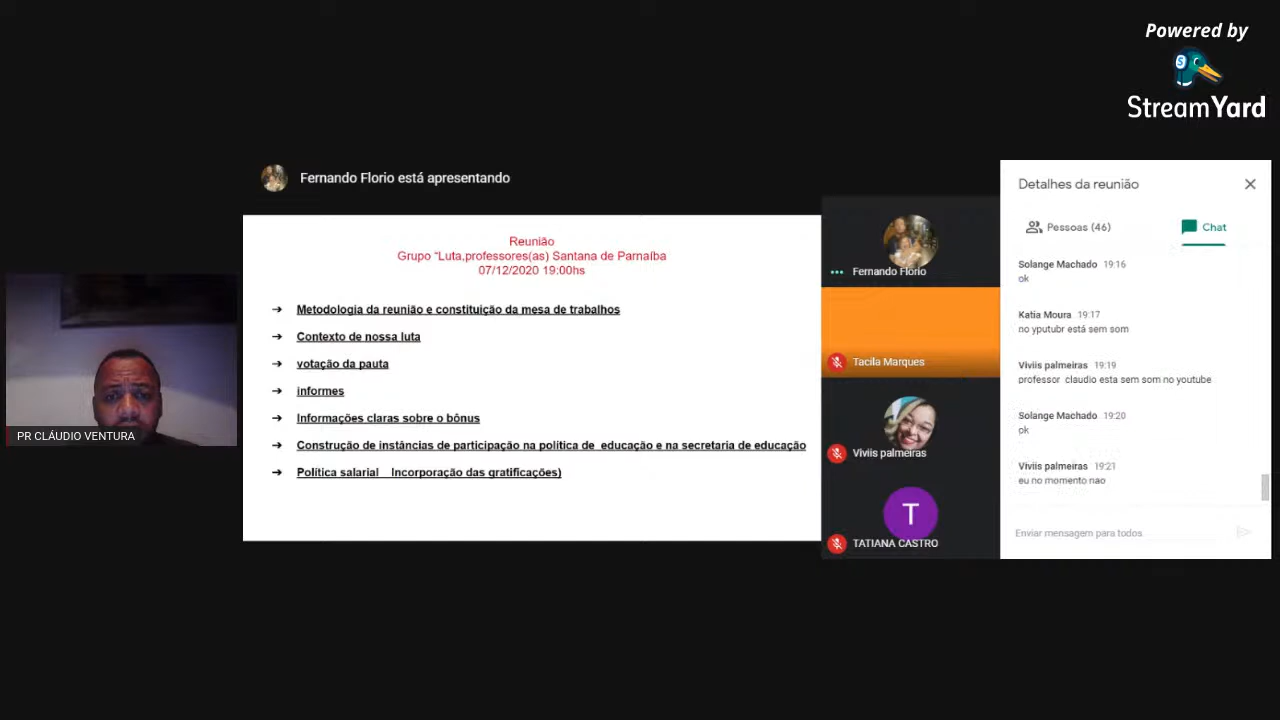 Powered by
StreamYard
Fernando Florio está apresentando
Reunião
Grupo "Luta,professores(as) Santana de Parnaíba
07/12/2020 19:00hs
➔ Metodologia da reunião e constituição da mesa de trabalhos
➔ Contexto de nossa luta
➔ votação da pauta
➔ informes
➔ Informações claras sobre o bônus
➔ Construção de instâncias de participação na política de educação e na secretaria de educação
➔ Política salarial Incorporação das gratificações)
PR CLÁUDIO VENTURA
Fernando Florio
Tacila Marques
Viviis palmeiras
T
TATIANA CASTRO
Detalhes da reunião
Pessoas (46)
Chat
Solange Machado 19:16
ok
Katia Moura 19:17
no yputubr está sem som
Viviis palmeiras 19:19
professor claudio esta sem som no youtube
Solange Machado 19:20
ok
Viviis palmeiras 19:21
eu no momento nao
Enviar mensagem para todos